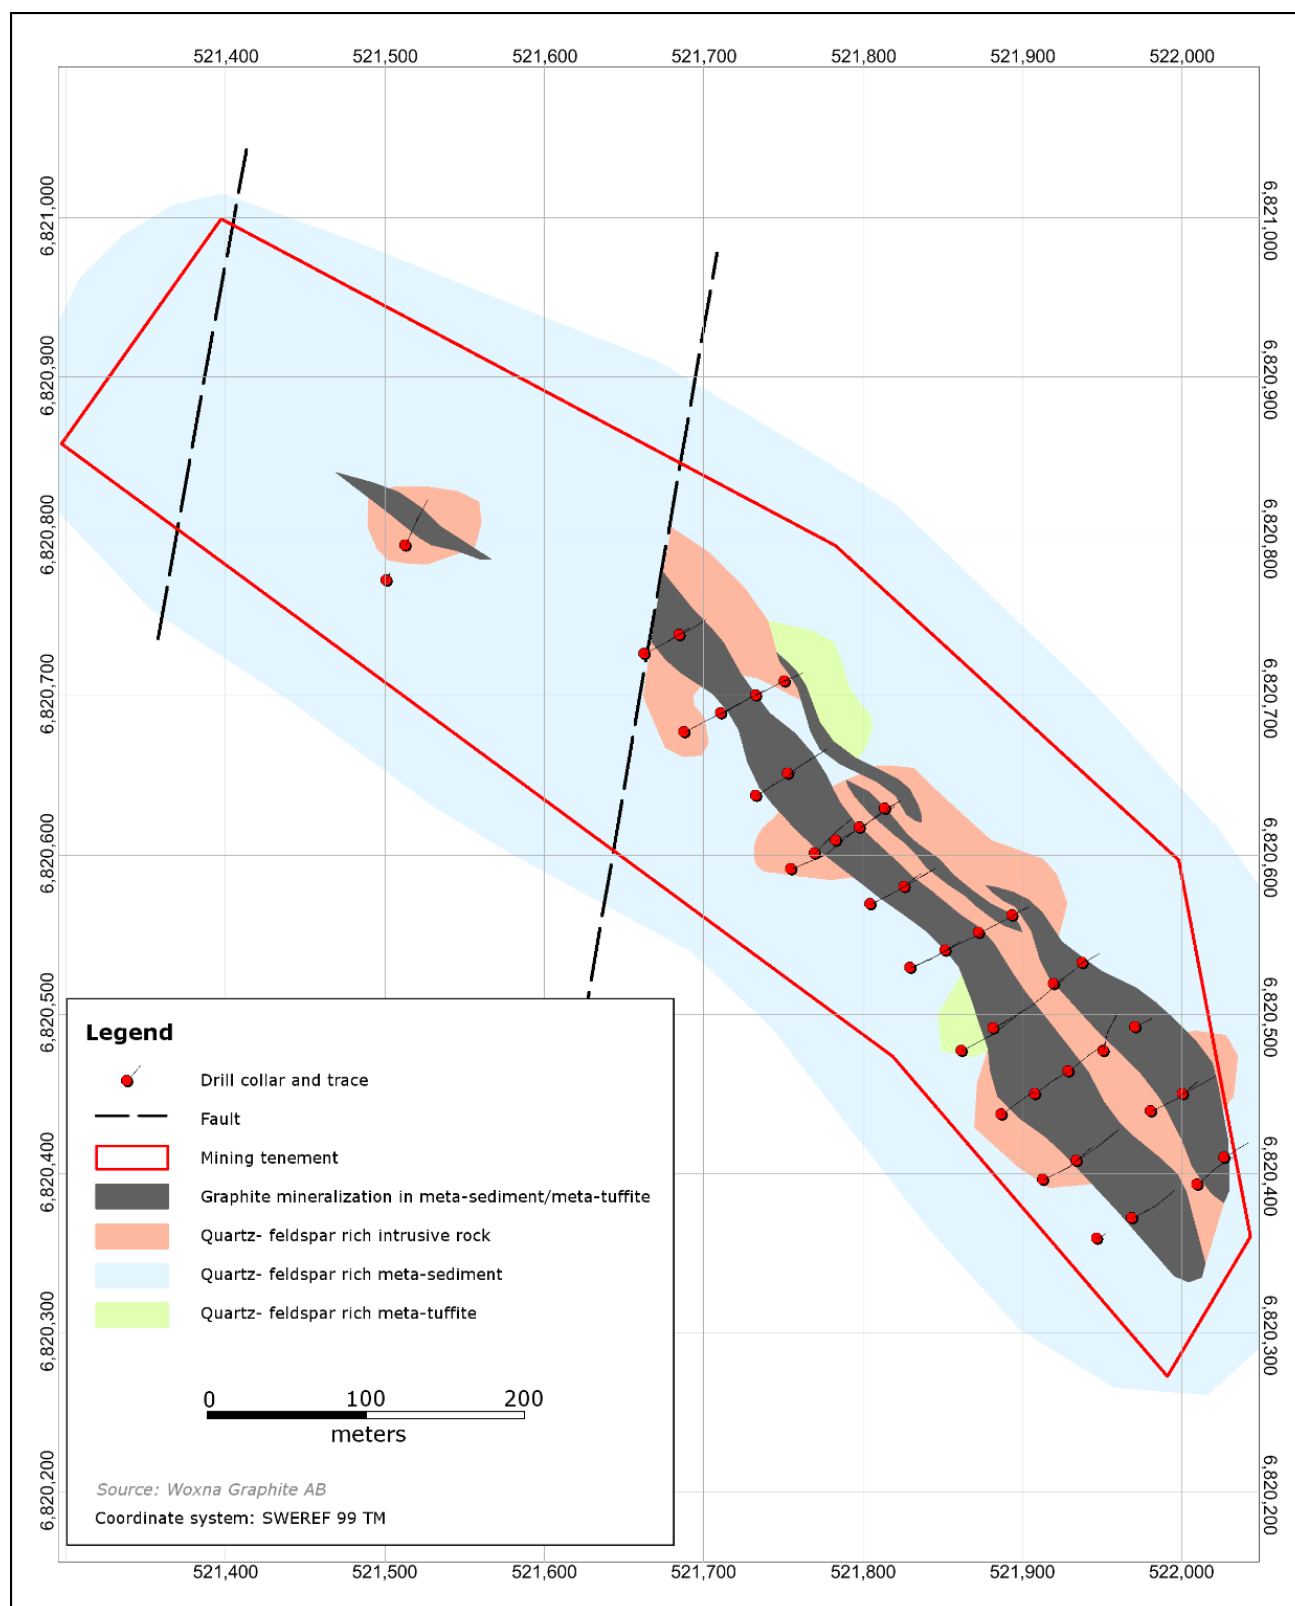 521,400 521,500 521,600 521,700 521,800 521,900 522,000
6,821,000 6,821,000
6,820,900 6,820,900
6,820,800 6,820,800
6,820,700 6,820,700
6,820,600 6,820,600
6,820,500 6,820,500
6,820,400 6,820,400
6,820,300 6,820,300
6,820,200 6,820,200
Legend
Drill collar and trace
Fault
Mining tenement
Graphite mineralization in meta-sediment/meta-tuffite
Quartz- feldspar rich intrusive rock
Quartz- feldspar rich meta-sediment
Quartz- feldspar rich meta-tuffite
0 100 200
meters
Source: Woxna Graphite AB
Coordinate system: SWEREF 99 TM
521,400 521,500 521,600 521,700 521,800 521,900 522,000